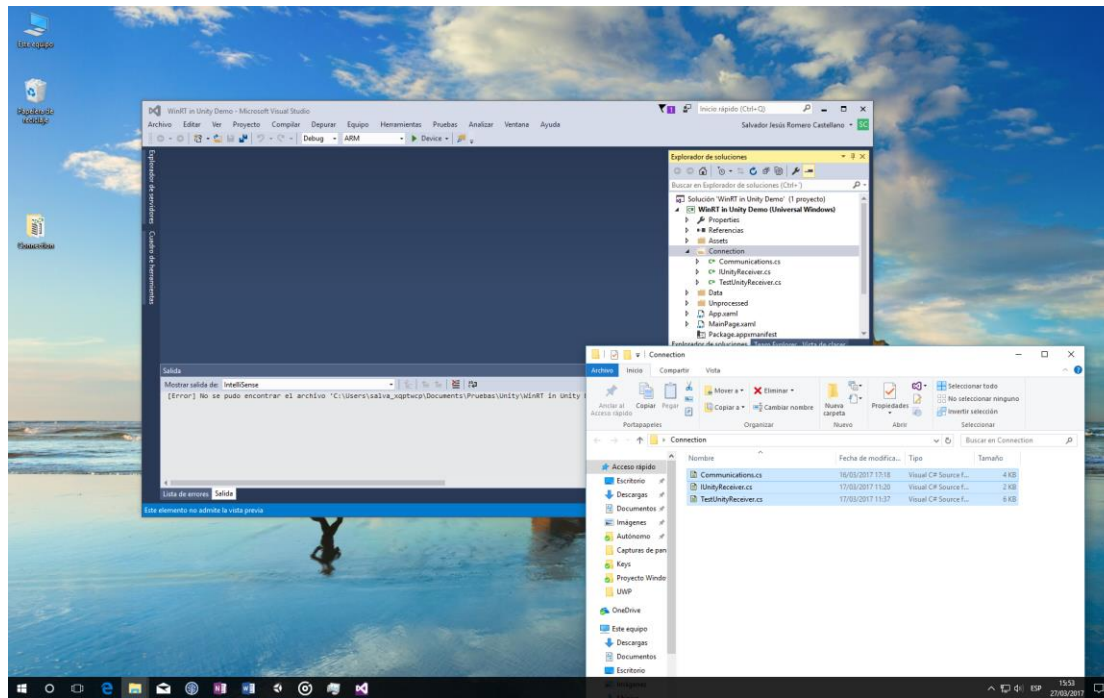 Este equipo
Papelera de
reciclaje
Connection
WinRT in Unity Demo - Microsoft Visual Studio
1
Inicio rápido (Ctrl+Q)
Archivo Editar Ver Proyecto Compilar Depurar Equipo Herramientas Pruebas Analizar Ventana Ayuda
Salvador Jesús Romero Castellano
SC
Debug ARM Device
Explorador de servidores
Cuadro de herramientas
Explorador de soluciones
Buscar en Explorador de soluciones (Ctrl+´)
Solución 'WinRT in Unity Demo' (1 proyecto)
WinRT in Unity Demo (Universal Windows)
Properties
Referencias
Assets
Connection
Communications.cs
IUnityReceiver.cs
TestUnityReceiver.cs
Data
Unprocessed
App.xaml
MainPage.xaml
Package.appxmanifest
Explorador de soluciones Team Explorer Vista de clases
Salida
Mostrar salida de: IntelliSense
[Error] No se pudo encontrar el archivo 'C:\Users\salva_xqptwcp\Documents\Pruebas\Unity\WinRT in Unity
Lista de errores Salida
Este elemento no admite la vista previa
Connection
Archivo Inicio Compartir Vista
Anclar al
Acceso rápido
Copiar
Pegar
Mover a
Copiar a
Eliminar
Cambiar nombre
Nueva
carpeta
Propiedades
Seleccionar todo
No seleccionar ninguno
Invertir selección
Portapapeles Organizar Nuevo Abrir Seleccionar
Connection
Buscar en Connection
Nombre Fecha de modifica... Tipo Tamaño
Communications.cs 16/03/2017 17:18 Visual C# Source f... 4 KB
IUnityReceiver.cs 17/03/2017 11:20 Visual C# Source f... 2 KB
TestUnityReceiver.cs 17/03/2017 11:37 Visual C# Source f... 6 KB
Acceso rápido
Escritorio
Descargas
Documentos
Imágenes
Autónomo
Capturas de pan
Keys
Proyecto Windo
UWP
OneDrive
Este equipo
Descargas
Documentos
Escritorio
ESP
15:53
27/03/2017